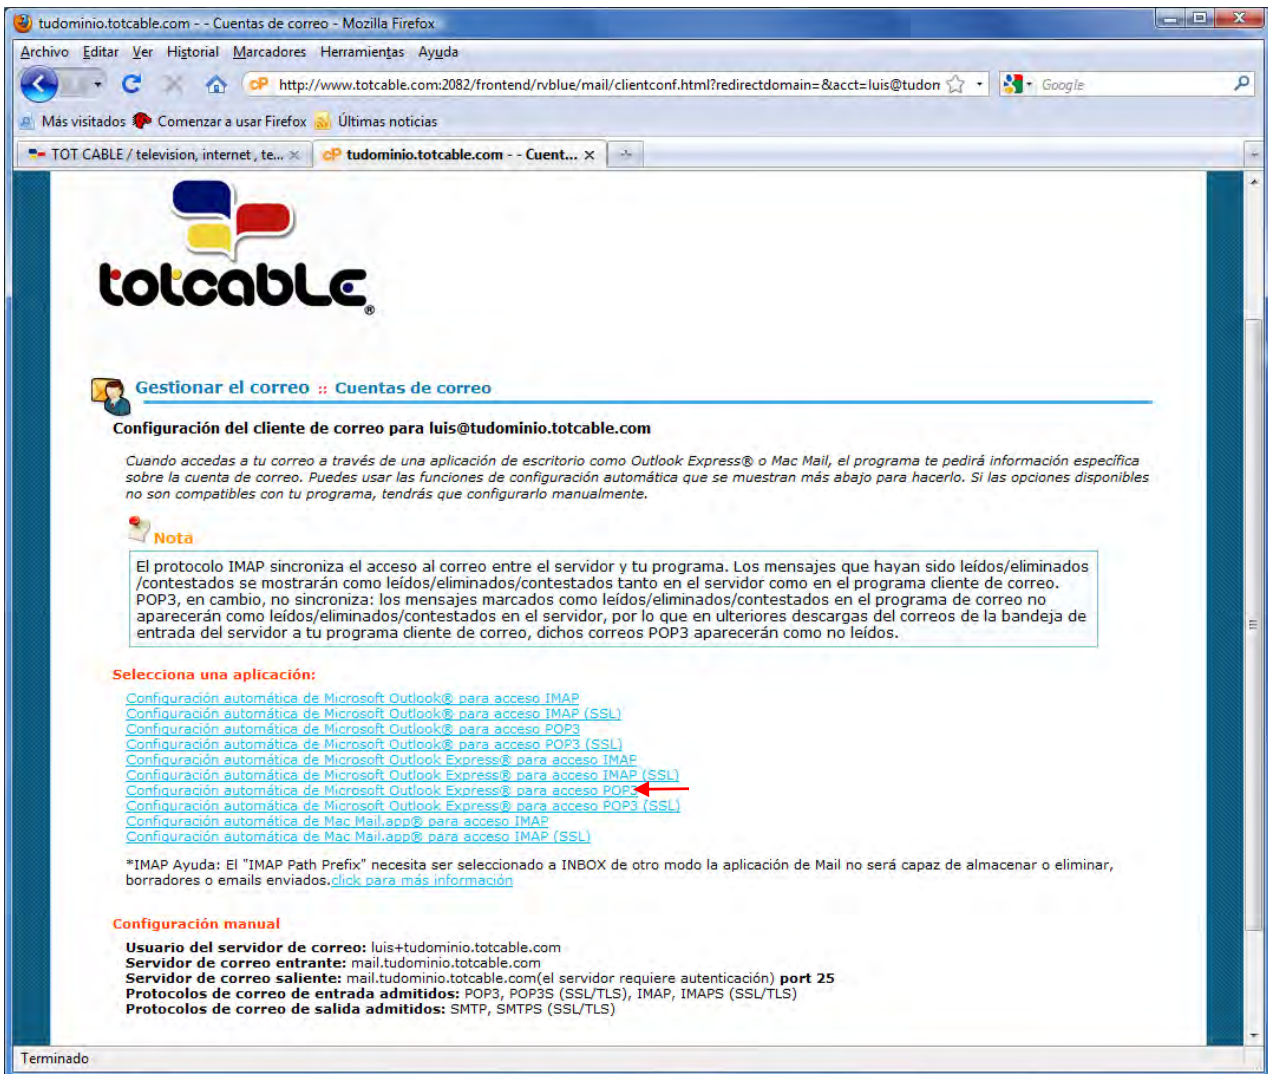 tudominio.totcable.com - - Cuentas de correo - Mozilla Firefox
Archivo Editar Ver Historial Marcadores Herramientas Ayuda
http://www.totcable.com:2082/frontend/rvblue/mail/clientconf.html?redirectdomain=&acct=luis@tudon
Google
Más visitados Comenzar a usar Firefox Últimas noticias
TOT CABLE / television, internet , te... tudominio.totcable.com - - Cuent...
totcable®
Gestionar el correo :: Cuentas de correo
Configuración del cliente de correo para luis@tudominio.totcable.com
Cuando accedas a tu correo a través de una aplicación de escritorio como Outlook Express® o Mac Mail, el programa te pedirá información específica
sobre la cuenta de correo. Puedes usar las funciones de configuración automática que se muestran más abajo para hacerlo. Si las opciones disponibles
no son compatibles con tu programa, tendrás que configurarlo manualmente.
Nota
El protocolo IMAP sincroniza el acceso al correo entre el servidor y tu programa. Los mensajes que hayan sido leídos/eliminados
/contestados se mostrarán como leídos/eliminados/contestados tanto en el servidor como en el programa cliente de correo.
POP3, en cambio, no sincroniza: los mensajes marcados como leídos/eliminados/contestados en el programa de correo no
aparecerán como leídos/eliminados/contestados en el servidor, por lo que en ulteriores descargas del correos de la bandeja de
entrada del servidor a tu programa cliente de correo, dichos correos POP3 aparecerán como no leídos.
Selecciona una aplicación:
Configuración automática de Microsoft Outlook® para acceso IMAP
Configuración automática de Microsoft Outlook® para acceso IMAP (SSL)
Configuración automática de Microsoft Outlook® para acceso POP3
Configuración automática de Microsoft Outlook® para acceso POP3 (SSL)
Configuración automática de Microsoft Outlook Express® para acceso IMAP
Configuración automática de Microsoft Outlook Express® para acceso IMAP (SSL)
Configuración automática de Microsoft Outlook Express® para acceso POP3
Configuración automática de Microsoft Outlook Express® para acceso POP3 (SSL)
Configuración automática de Mac Mail.app® para acceso IMAP
Configuración automática de Mac Mail.app® para acceso IMAP (SSL)
*IMAP Ayuda: El "IMAP Path Prefix" necesita ser seleccionado a INBOX de otro modo la aplicación de Mail no será capaz de almacenar o eliminar,
borradores o emails enviados.click para más información
Configuración manual
Usuario del servidor de correo: luis+tudominio.totcable.com
Servidor de correo entrante: mail.tudominio.totcable.com
Servidor de correo saliente: mail.tudominio.totcable.com(el servidor requiere autenticación) port 25
Protocolos de correo de entrada admitidos: POP3, POP3S (SSL/TLS), IMAP, IMAPS (SSL/TLS)
Protocolos de correo de salida admitidos: SMTP, SMTPS (SSL/TLS)
Terminado